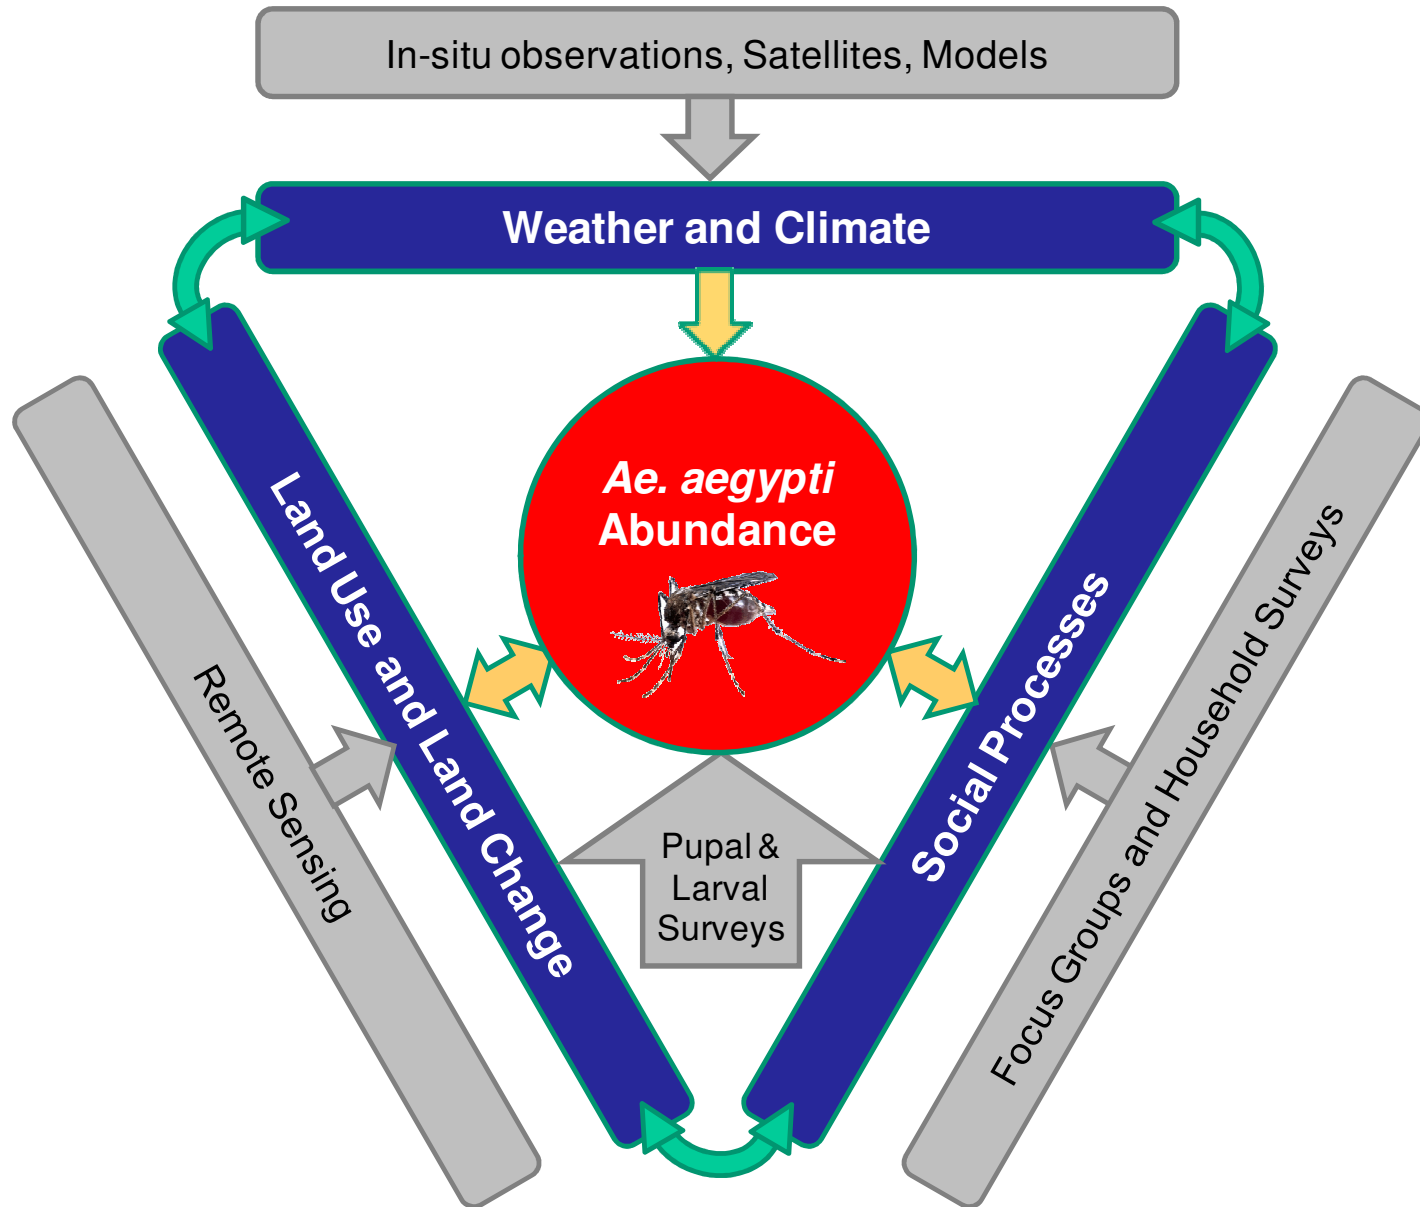 In-situ observations, Satellites, Models
Weather and Climate
Ae. aegypti
Abundance
Land Use and Land Change
Remote Sensing
Social Processes
Focus Groups and Household Surveys
Pupal &
Larval
Surveys